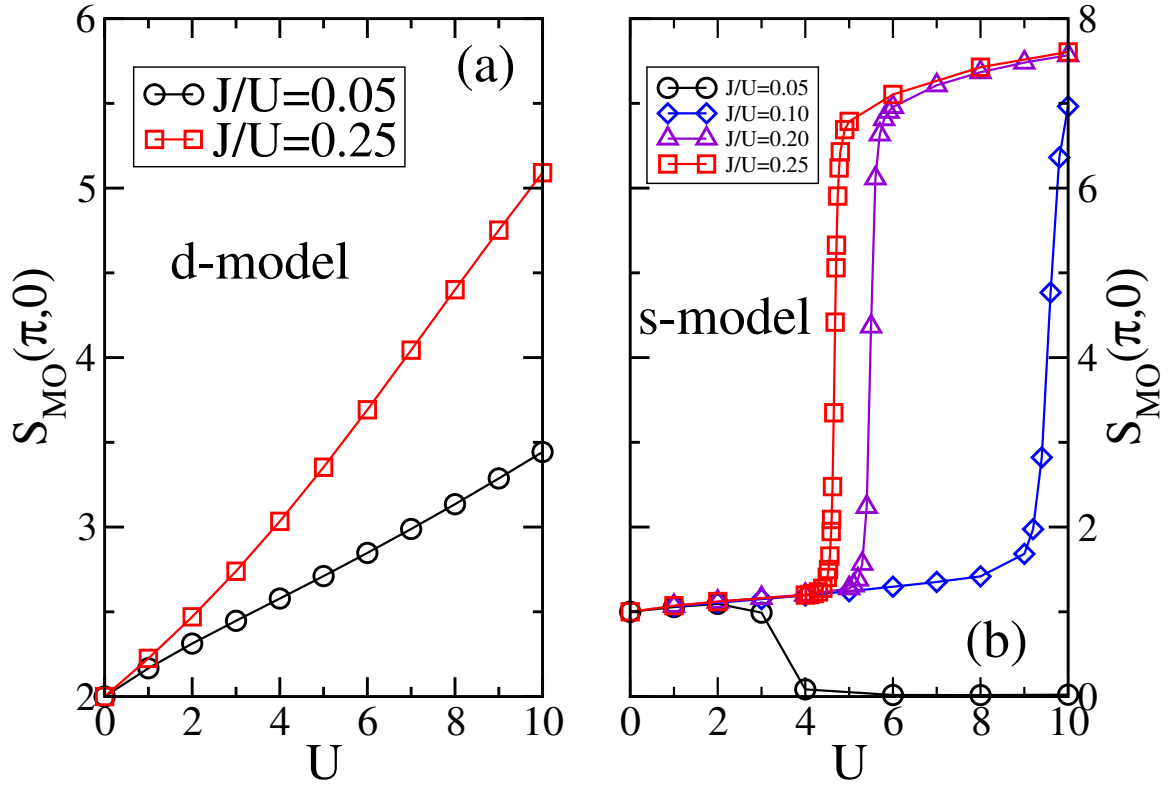 (a)
J/U=0.05
J/U=0.25
d-model
S_MO(π,0)
6
5
4
3
2
0 2 4 6 8 10
U
J/U=0.05
J/U=0.10
J/U=0.20
J/U=0.25
s-model
(b)
8
6
4
2
0
S_MO(π,0)
0 2 4 6 8 10
U